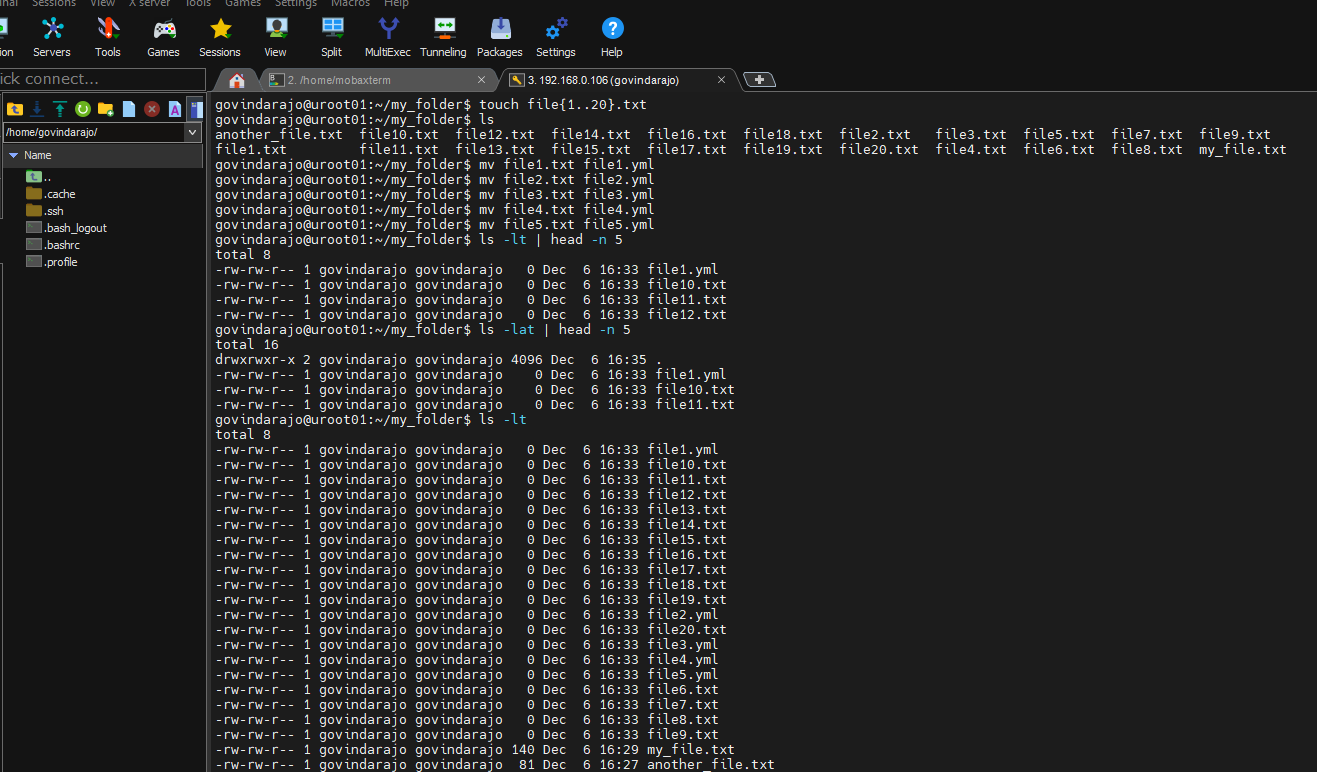 Sessions View X server Tools Games Settings Macros Help
Servers Tools Games Sessions View Split MultiExec Tunneling Packages Settings Help
ick connect...
2. /home/mobaxterm
3. 192.168.0.106 (govindarajo)
/home/govindarajo/
Name
..
.cache
.ssh
.bash_logout
.bashrc
.profile
govindarajo@uroot01:~/my_folder$ touch file{1..20}.txt
govindarajo@uroot01:~/my_folder$ ls
another_file.txt file10.txt file12.txt file14.txt file16.txt file18.txt file2.txt file3.txt file5.txt file7.txt file9.txt
file1.txt file11.txt file13.txt file15.txt file17.txt file19.txt file20.txt file4.txt file6.txt file8.txt my_file.txt
govindarajo@uroot01:~/my_folder$ mv file1.txt file1.yml
govindarajo@uroot01:~/my_folder$ mv file2.txt file2.yml
govindarajo@uroot01:~/my_folder$ mv file3.txt file3.yml
govindarajo@uroot01:~/my_folder$ mv file4.txt file4.yml
govindarajo@uroot01:~/my_folder$ mv file5.txt file5.yml
govindarajo@uroot01:~/my_folder$ ls -lt | head -n 5
total 8
-rw-rw-r-- 1 govindarajo govindarajo 0 Dec 6 16:33 file1.yml
-rw-rw-r-- 1 govindarajo govindarajo 0 Dec 6 16:33 file10.txt
-rw-rw-r-- 1 govindarajo govindarajo 0 Dec 6 16:33 file11.txt
-rw-rw-r-- 1 govindarajo govindarajo 0 Dec 6 16:33 file12.txt
govindarajo@uroot01:~/my_folder$ ls -lat | head -n 5
total 16
drwxrwxr-x 2 govindarajo govindarajo 4096 Dec 6 16:35 .
-rw-rw-r-- 1 govindarajo govindarajo 0 Dec 6 16:33 file1.yml
-rw-rw-r-- 1 govindarajo govindarajo 0 Dec 6 16:33 file10.txt
-rw-rw-r-- 1 govindarajo govindarajo 0 Dec 6 16:33 file11.txt
govindarajo@uroot01:~/my_folder$ ls -lt
total 8
-rw-rw-r-- 1 govindarajo govindarajo 0 Dec 6 16:33 file1.yml
-rw-rw-r-- 1 govindarajo govindarajo 0 Dec 6 16:33 file10.txt
-rw-rw-r-- 1 govindarajo govindarajo 0 Dec 6 16:33 file11.txt
-rw-rw-r-- 1 govindarajo govindarajo 0 Dec 6 16:33 file12.txt
-rw-rw-r-- 1 govindarajo govindarajo 0 Dec 6 16:33 file13.txt
-rw-rw-r-- 1 govindarajo govindarajo 0 Dec 6 16:33 file14.txt
-rw-rw-r-- 1 govindarajo govindarajo 0 Dec 6 16:33 file15.txt
-rw-rw-r-- 1 govindarajo govindarajo 0 Dec 6 16:33 file16.txt
-rw-rw-r-- 1 govindarajo govindarajo 0 Dec 6 16:33 file17.txt
-rw-rw-r-- 1 govindarajo govindarajo 0 Dec 6 16:33 file18.txt
-rw-rw-r-- 1 govindarajo govindarajo 0 Dec 6 16:33 file19.txt
-rw-rw-r-- 1 govindarajo govindarajo 0 Dec 6 16:33 file2.yml
-rw-rw-r-- 1 govindarajo govindarajo 0 Dec 6 16:33 file20.txt
-rw-rw-r-- 1 govindarajo govindarajo 0 Dec 6 16:33 file3.yml
-rw-rw-r-- 1 govindarajo govindarajo 0 Dec 6 16:33 file4.yml
-rw-rw-r-- 1 govindarajo govindarajo 0 Dec 6 16:33 file5.yml
-rw-rw-r-- 1 govindarajo govindarajo 0 Dec 6 16:33 file6.txt
-rw-rw-r-- 1 govindarajo govindarajo 0 Dec 6 16:33 file7.txt
-rw-rw-r-- 1 govindarajo govindarajo 0 Dec 6 16:33 file8.txt
-rw-rw-r-- 1 govindarajo govindarajo 0 Dec 6 16:33 file9.txt
-rw-rw-r-- 1 govindarajo govindarajo 140 Dec 6 16:29 my_file.txt
-rw-rw-r-- 1 govindarajo govindarajo 81 Dec 6 16:27 another_file.txt